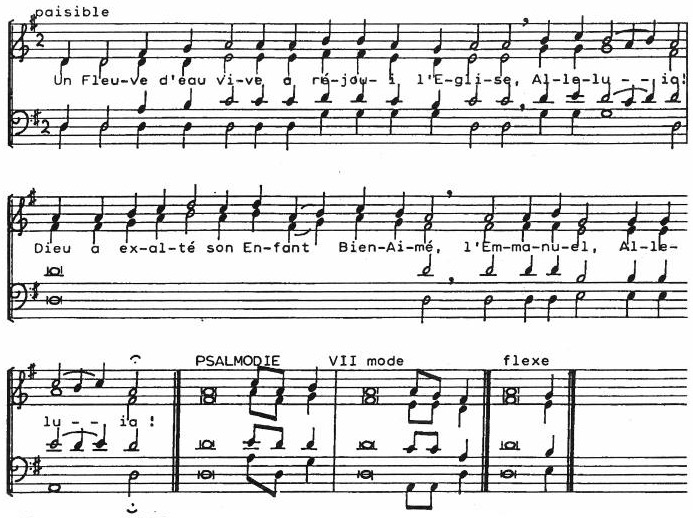 paisible
Un Fleu-ve d'eau vi-ve a ré-jou-i l'E-gli-se, Al-le-lu - - ia!
Dieu a ex-al-té son En-fant Bien-Ai-mé, l'Em-ma-nu-el, Al-le-
PSALMODIE VII mode flexe
lu - - ia !